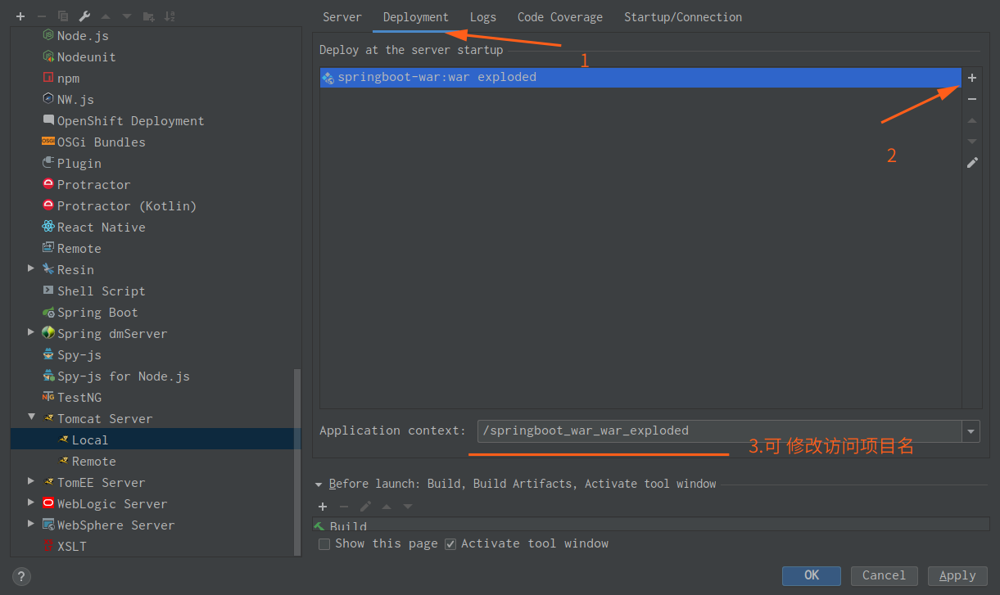 Node.js
Nodeunit
npm
NW.js
OpenShift Deployment
OSGi Bundles
Plugin
Protractor
Protractor (Kotlin)
React Native
Remote
Resin
Shell Script
Spring Boot
Spring dmServer
Spy-js
Spy-js for Node.js
TestNG
Tomcat Server
Local
Remote
TomEE Server
WebLogic Server
WebSphere Server
XSLT
Server Deployment Logs Code Coverage Startup/Connection
1
Deploy at the server startup
springboot-war:war exploded
2
Application context: /springboot_war_war_exploded
3.可 修改访问项目名
Before launch: Build, Build Artifacts, Activate tool window
Build
Show this page Activate tool window
? OK Cancel Apply